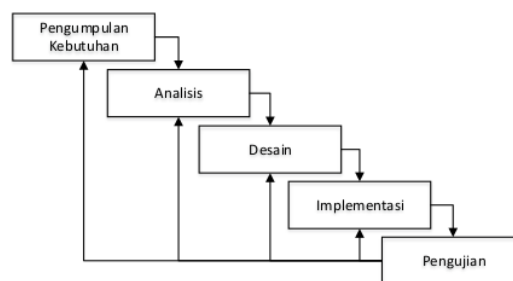 Pengumpulan
Kebutuhan
Analisis
Desain
Implementasi
Pengujian